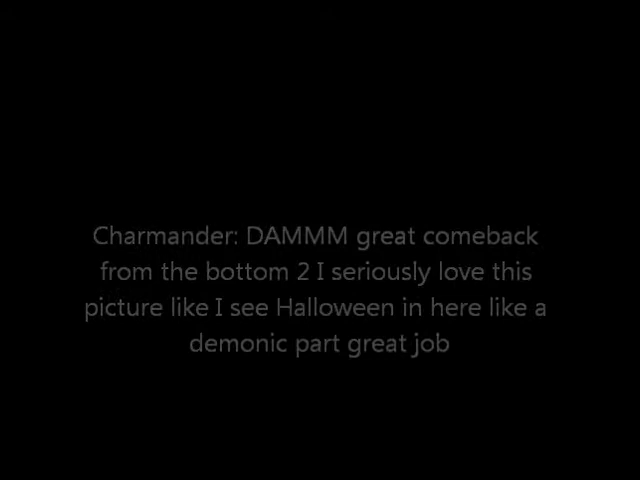 Charmander: DAMMM great comeback
from the bottom 2 I seriously love this
picture like I see Halloween in here like a
demonic part great job